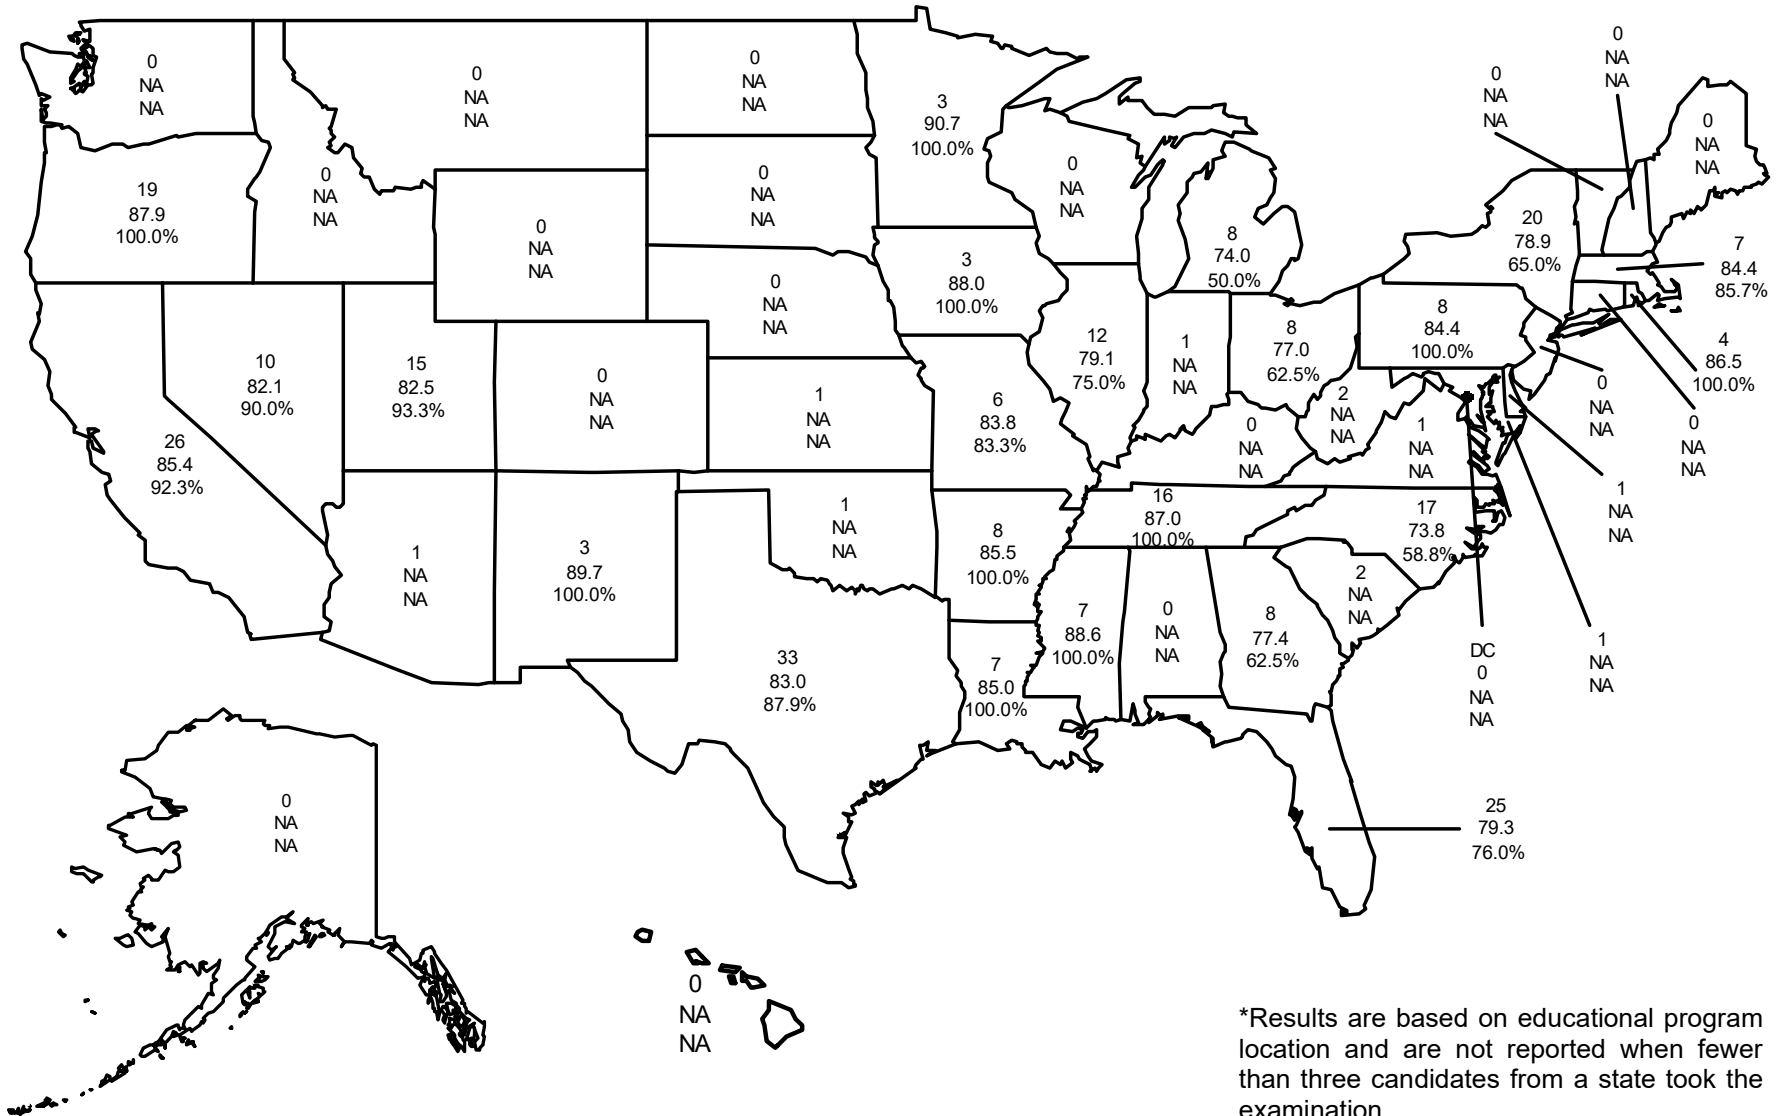 0
NA
NA
0
NA
NA
0
NA
NA
3
90.7
100.0%
0
NA
NA
0
NA
NA
0
NA
NA
19
87.9
100.0%
0
NA
NA
0
NA
NA
0
NA
NA
0
NA
NA
8
74.0
50.0%
20
78.9
65.0%
7
84.4
85.7%
3
88.0
100.0%
0
NA
NA
10
82.1
90.0%
15
82.5
93.3%
0
NA
NA
12
79.1
75.0%
1
NA
NA
8
77.0
62.5%
8
84.4
100.0%
4
86.5
100.0%
0
NA
NA
0
NA
NA
26
85.4
92.3%
1
NA
NA
6
83.8
83.3%
0
NA
NA
2
NA
NA
1
NA
NA
1
NA
NA
1
NA
NA
3
89.7
100.0%
1
NA
NA
8
85.5
100.0%
16
87.0
100.0%
17
73.8
58.8%
2
NA
NA
7
88.6
100.0%
0
NA
NA
8
77.4
62.5%
DC
0
NA
NA
1
NA
NA
33
83.0
87.9%
7
85.0
100.0%
25
79.3
76.0%
0
NA
NA
0
NA
NA
*Results are based on educational program
location and are not reported when fewer
than three candidates from a state took the
examination